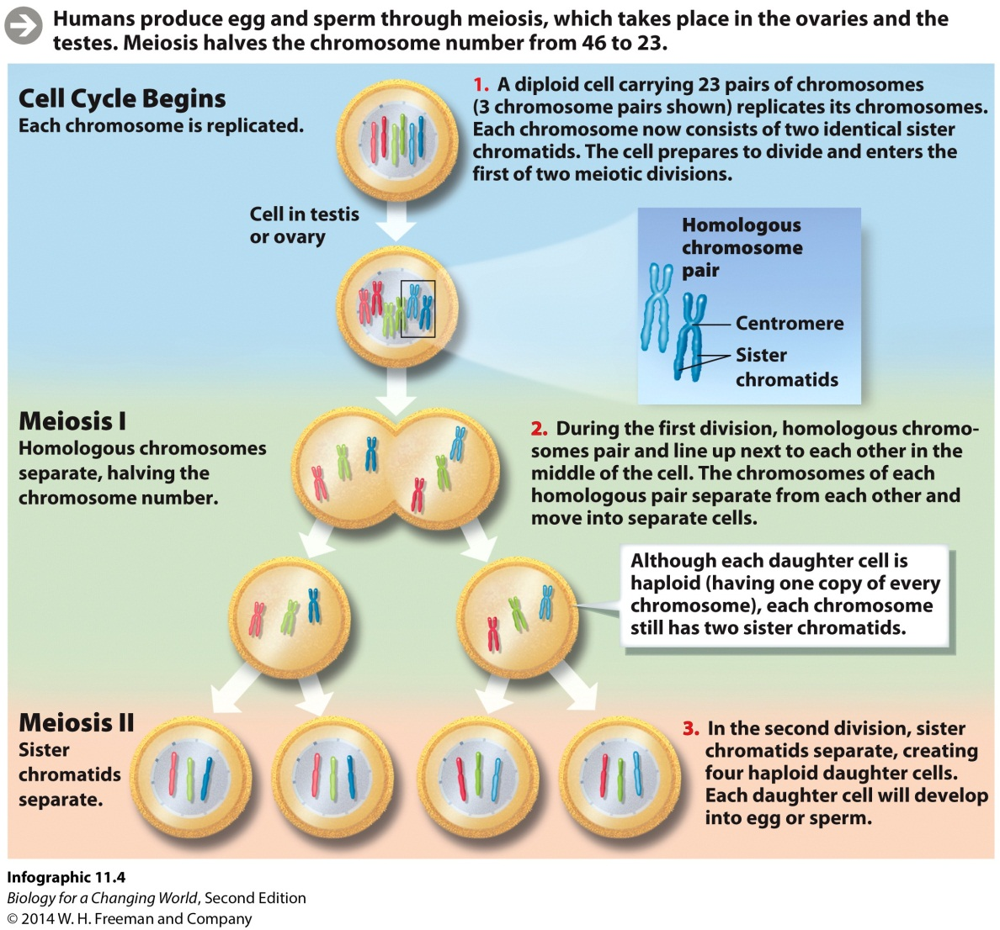 Humans produce egg and sperm through meiosis, which takes place in the ovaries and the
testes. Meiosis halves the chromosome number from 46 to 23.
Cell Cycle Begins
Each chromosome is replicated.
1. A diploid cell carrying 23 pairs of chromosomes
(3 chromosome pairs shown) replicates its chromosomes.
Each chromosome now consists of two identical sister
chromatids. The cell prepares to divide and enters the
first of two meiotic divisions.
Cell in testis
or ovary
Homologous
chromosome
pair
Centromere
Sister
chromatids
Meiosis I
Homologous chromosomes
separate, halving the
chromosome number.
2. During the first division, homologous chromo-
somes pair and line up next to each other in the
middle of the cell. The chromosomes of each
homologous pair separate from each other and
move into separate cells.
Although each daughter cell is
haploid (having one copy of every
chromosome), each chromosome
still has two sister chromatids.
Meiosis II
Sister
chromatids
separate.
3. In the second division, sister
chromatids separate, creating
four haploid daughter cells.
Each daughter cell will develop
into egg or sperm.
Infographic 11.4
Biology for a Changing World, Second Edition
© 2014 W. H. Freeman and Company